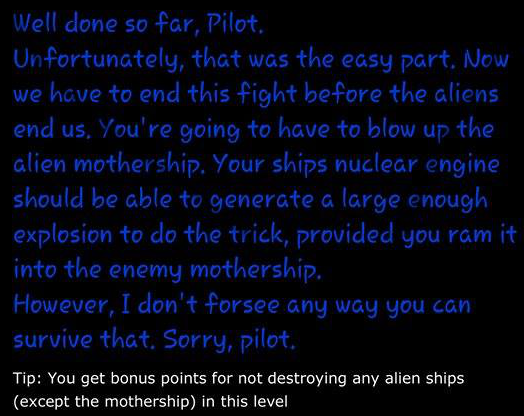 Well done so far, Pilot.
Unfortunately, that was the easy part. Now
we have to end this fight before the aliens
end us. You're going to have to blow up the
alien mothership. Your ships nuclear engine
should be able to generate a large enough
explosion to do the trick, provided you ram it
into the enemy mothership.
However, I don't forsee any way you can
survive that. Sorry, pilot.
Tip: You get bonus points for not destroying any alien ships
(except the mothership) in this level